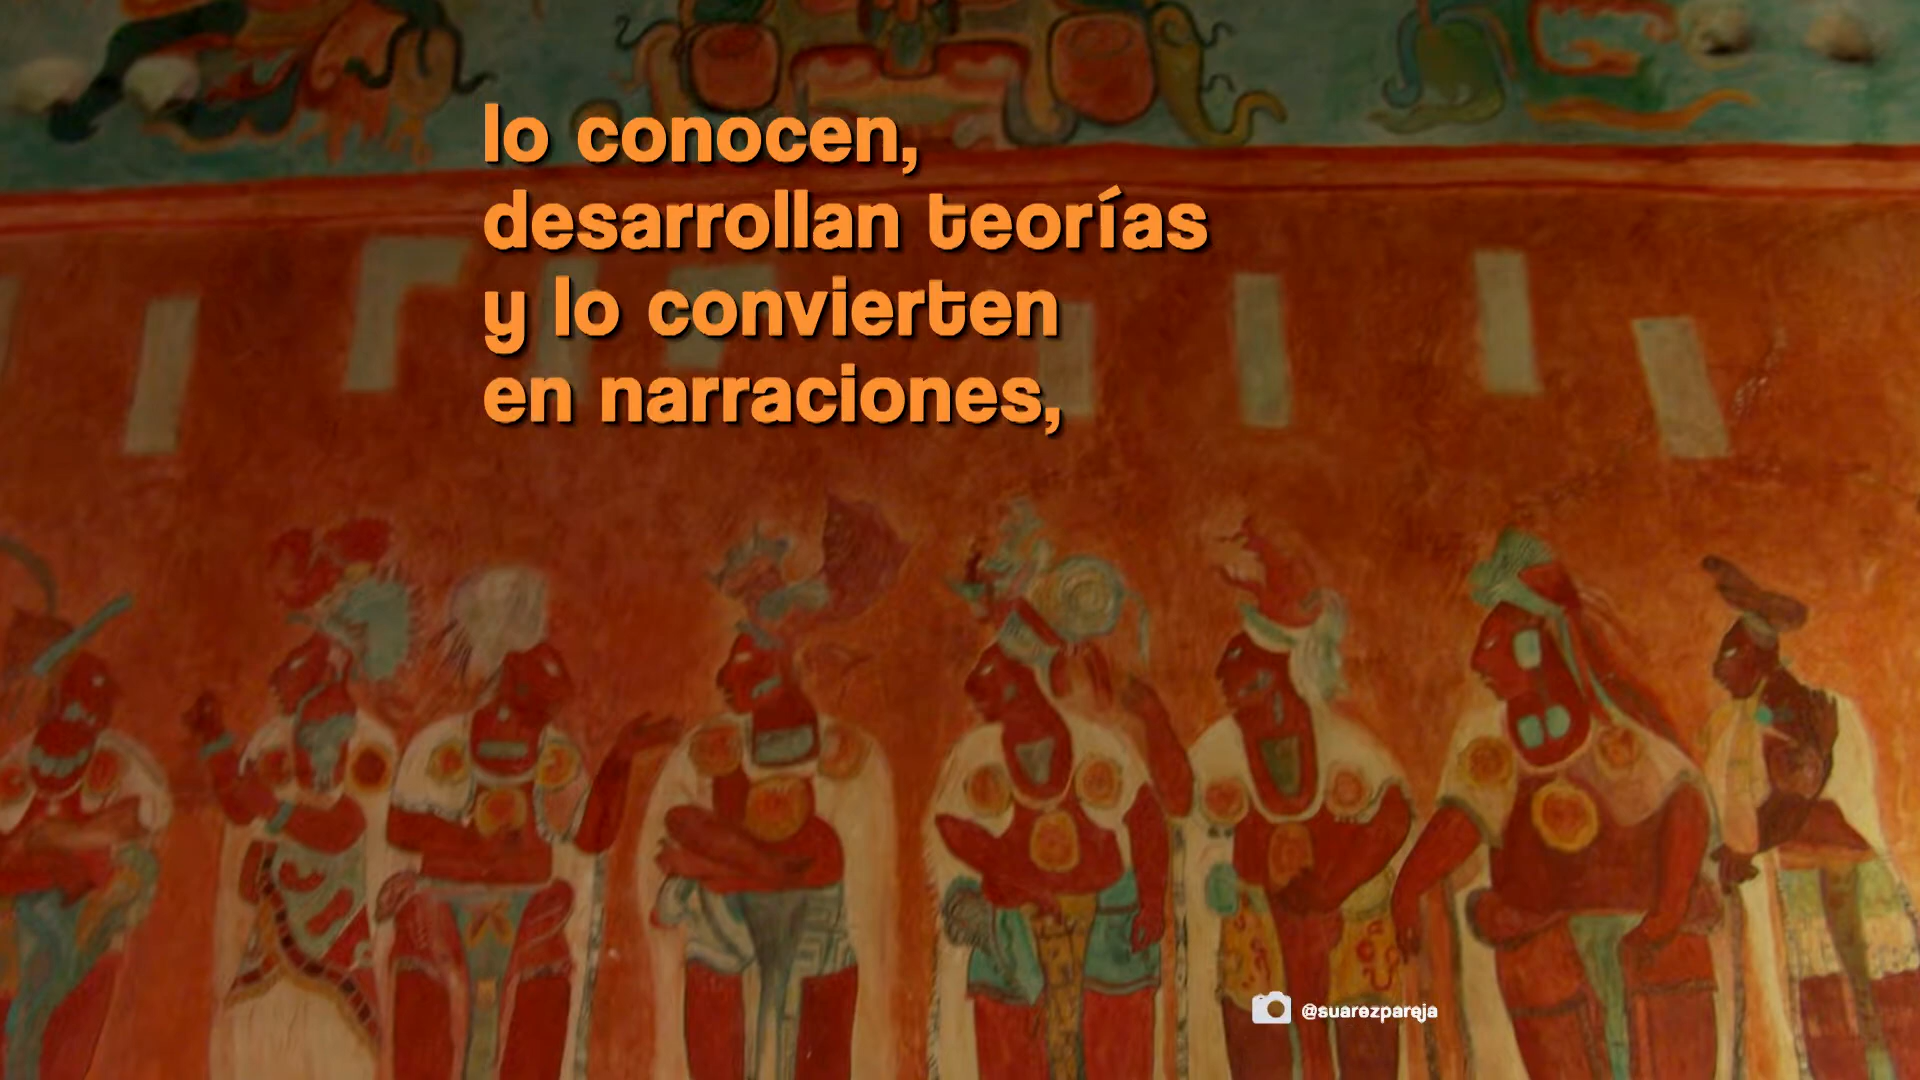 lo conocen,
desarrollan teorías
y lo convierten
en narraciones,
@suarezpareja